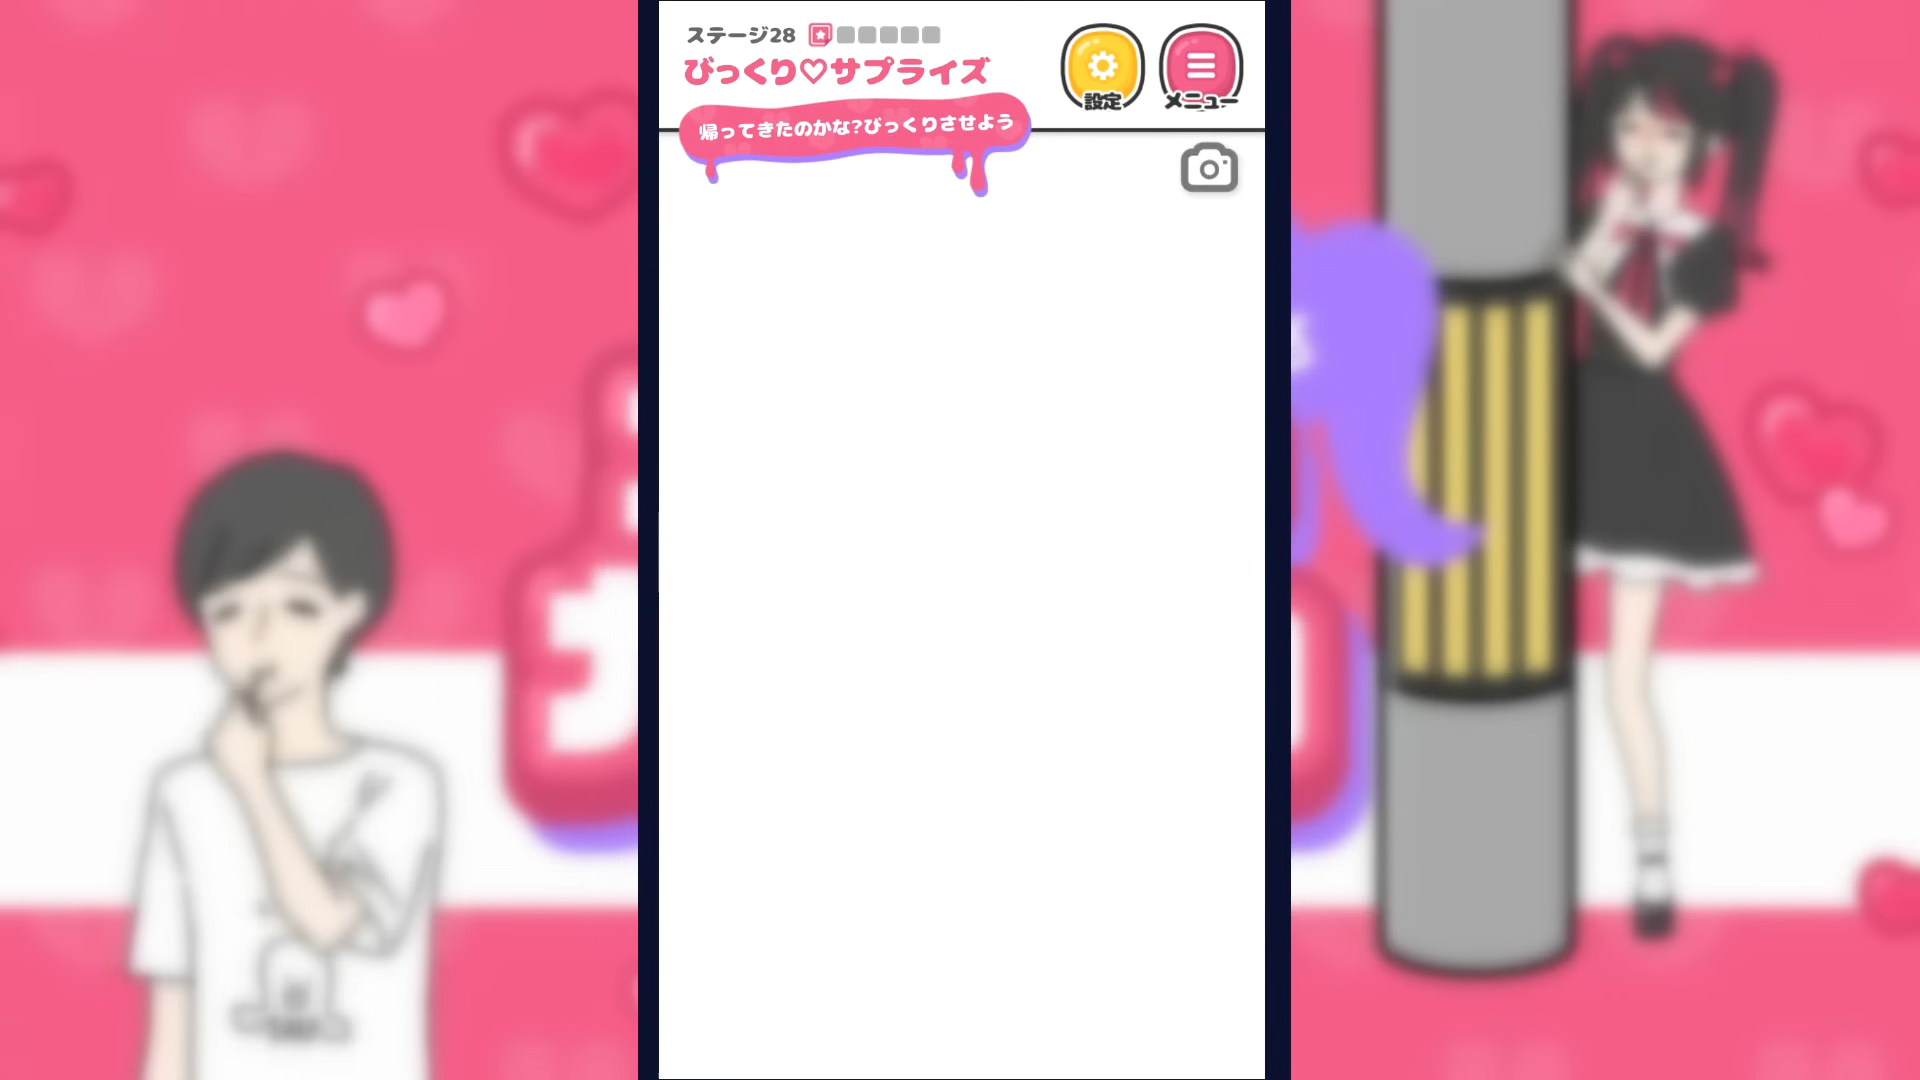 ステージ28
びっくり♡サプライズ
帰ってきたのかな?びっくりさせよう
設定
メニュー